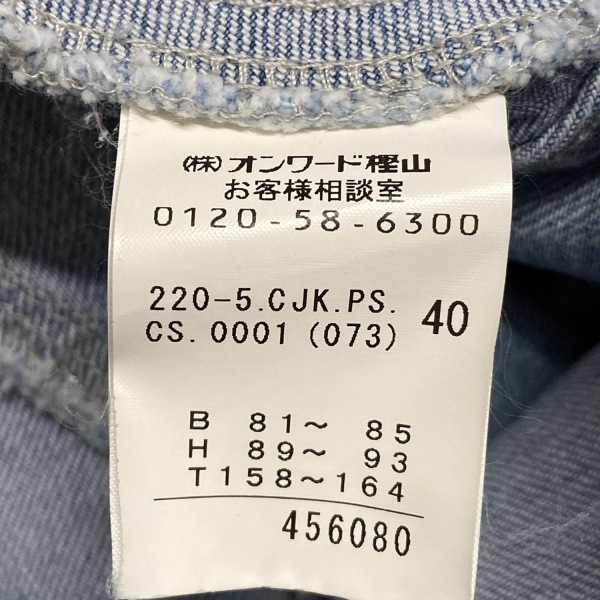 (株)オンワード樫山
お客様相談室
0120-58-6300
220-5.CJK.PS. 40
CS.0001(073)
B 81～ 85
H 89～ 93
T158～164
456080